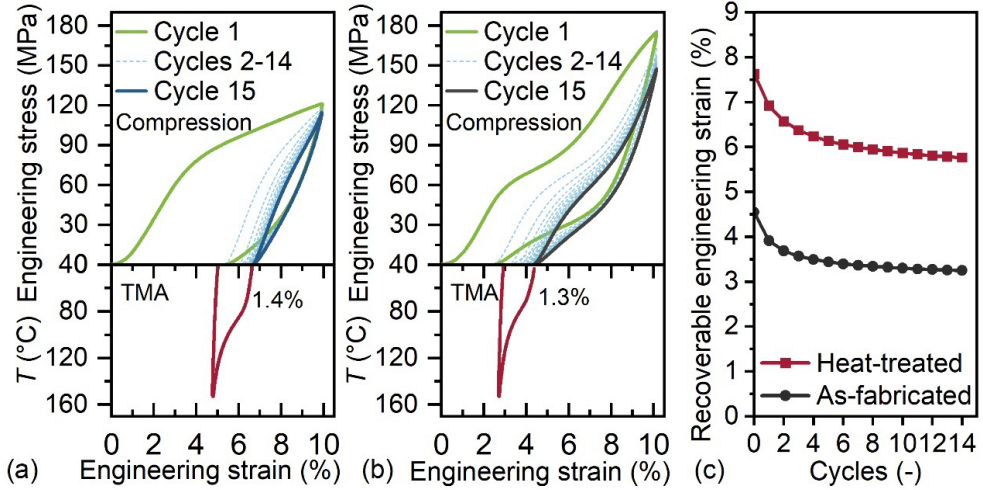 180
150
120
90
60
30
40
80
120
160
Engineering stress (MPa)
T (°C)
Cycle 1
Cycles 2-14
Cycle 15
Compression
TMA
1.4%
0 2 4 6 8 10
Engineering strain (%)
(a)
180
150
120
90
60
30
40
80
120
160
Engineering stress (MPa)
T (°C)
Cycle 1
Cycles 2-14
Cycle 15
Compression
TMA
1.3%
0 2 4 6 8 10
Engineering strain (%)
(b)
9
8
7
6
5
4
3
2
1
0
Recoverable engineering strain (%)
Heat-treated
As-fabricated
0 2 4 6 8 10 12 14
Cycles (-)
(c)